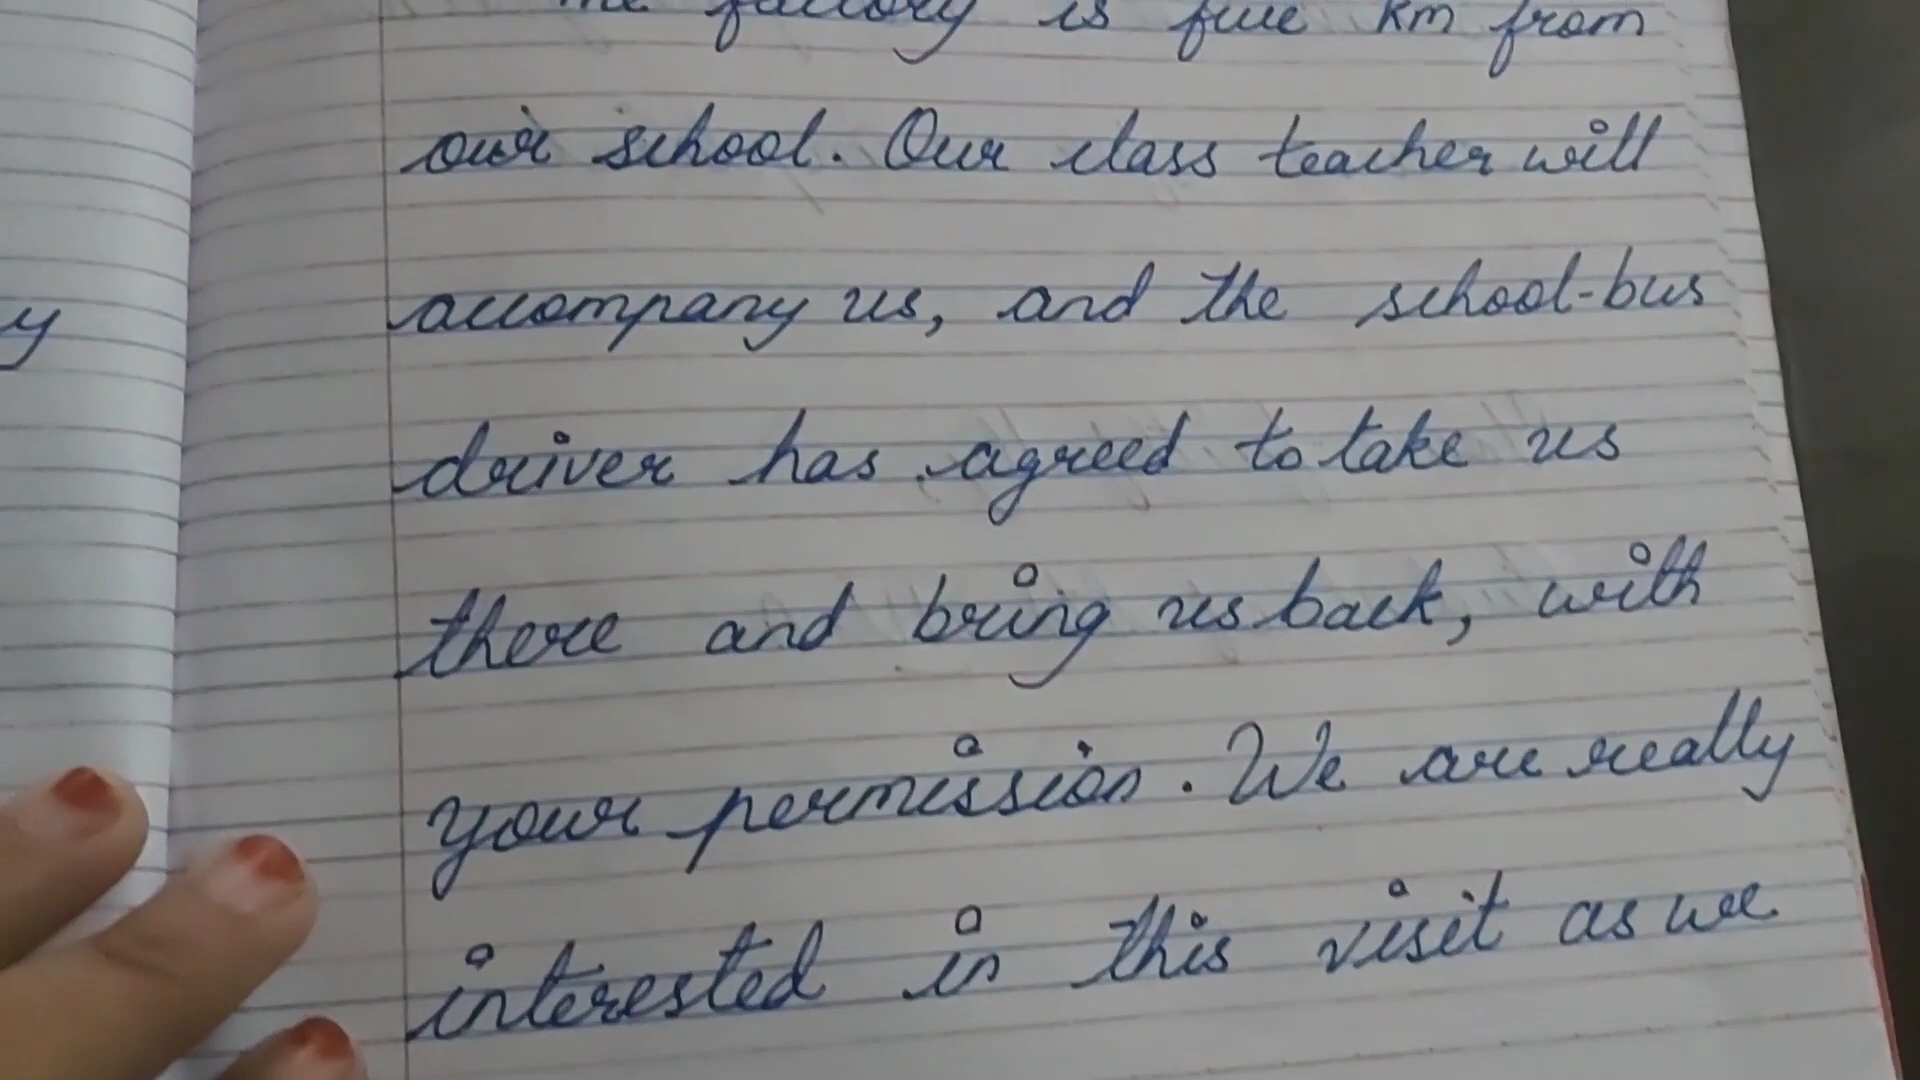 The factory is five km from
our school. Our class teacher will
accompany us, and the school-bus
driver has agreed to take us
there and bring us back, with
your permission. We are really
interested in this visit as we
y